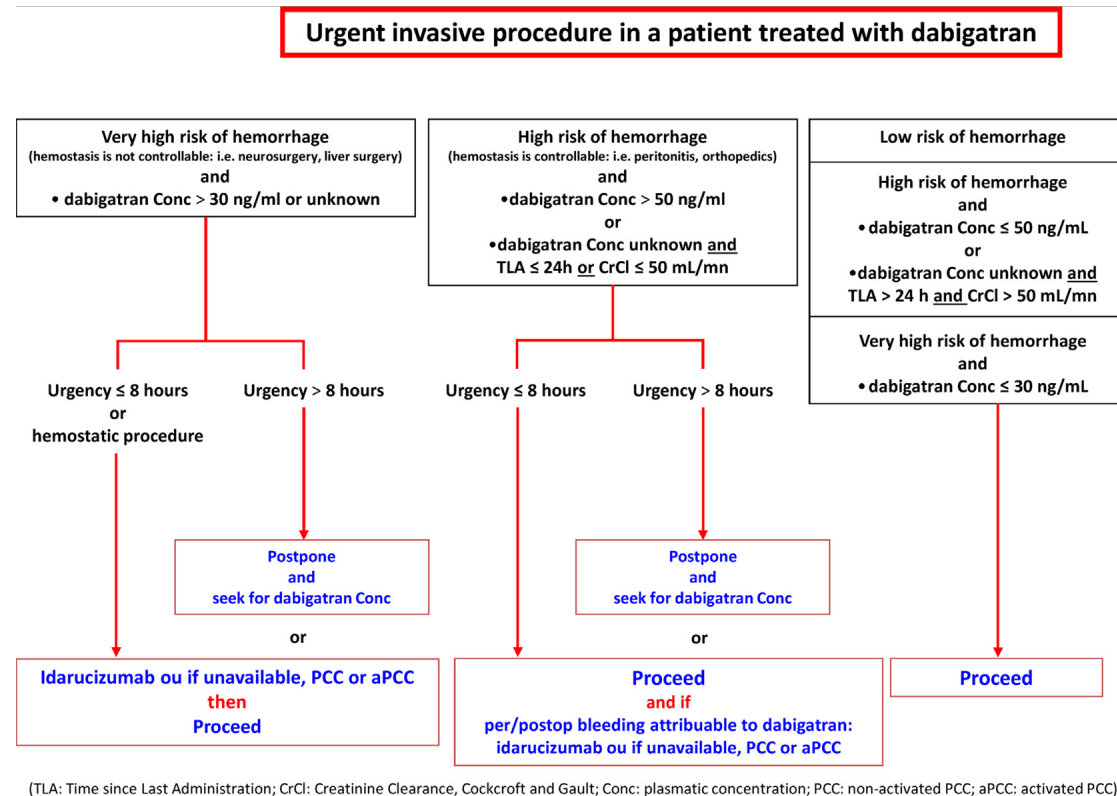 Urgent invasive procedure in a patient treated with dabigatran
Very high risk of hemorrhage
(hemostasis is not controllable: i.e. neurosurgery, liver surgery)
and
• dabigatran Conc > 30 ng/ml or unknown
High risk of hemorrhage
(hemostasis is controllable: i.e. peritonitis, orthopedics)
and
•dabigatran Conc > 50 ng/ml
or
•dabigatran Conc unknown and
TLA ≤ 24h or CrCl ≤ 50 mL/mn
Low risk of hemorrhage
High risk of hemorrhage
and
•dabigatran Conc ≤ 50 ng/mL
or
•dabigatran Conc unknown and
TLA > 24 h and CrCl > 50 mL/mn
Very high risk of hemorrhage
and
• dabigatran Conc ≤ 30 ng/mL
Urgency ≤ 8 hours
or
hemostatic procedure
Urgency > 8 hours
Urgency ≤ 8 hours
Urgency > 8 hours
Postpone
and
seek for dabigatran Conc
Postpone
and
seek for dabigatran Conc
or
or
Idarucizumab ou if unavailable, PCC or aPCC
then
Proceed
Proceed
and if
per/postop bleeding attribuable to dabigatran:
idarucizumab ou if unavailable, PCC or aPCC
Proceed
(TLA: Time since Last Administration; CrCl: Creatinine Clearance, Cockcroft and Gault; Conc: plasmatic concentration; PCC: non-activated PCC; aPCC: activated PCC)